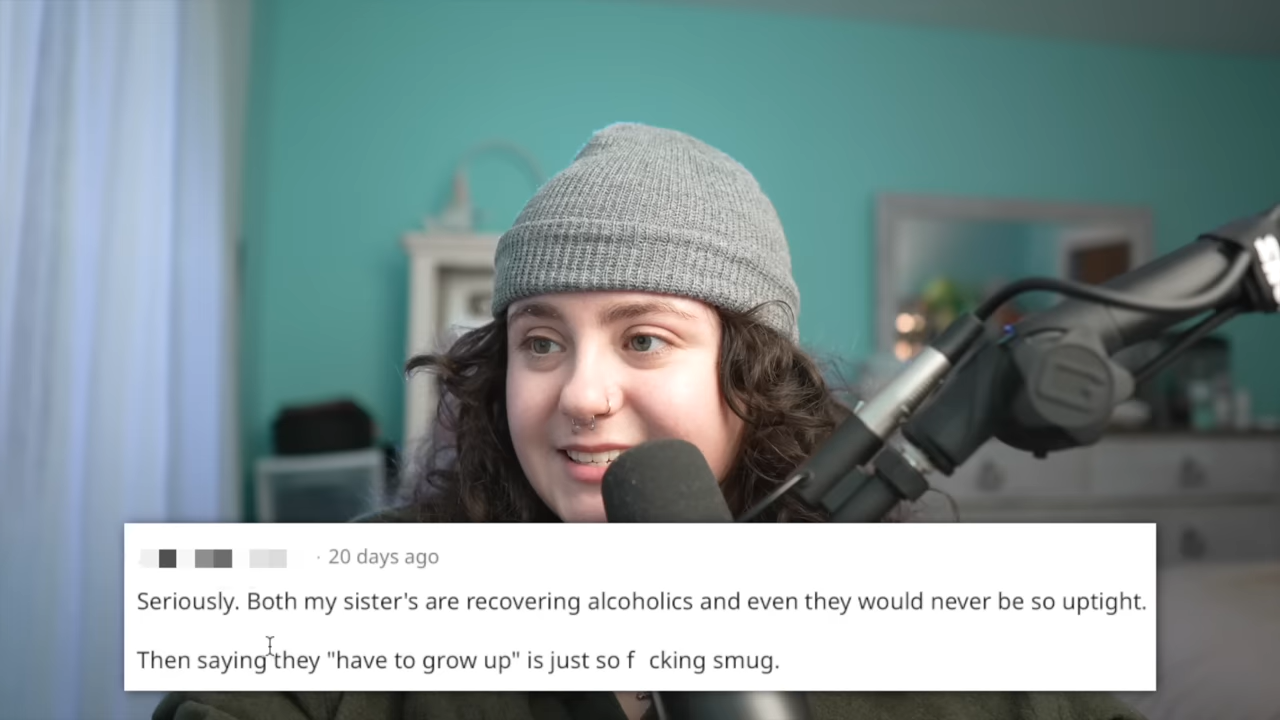 · 20 days ago
Seriously. Both my sister's are recovering alcoholics and even they would never be so uptight.
Then saying they "have to grow up" is just so f cking smug.